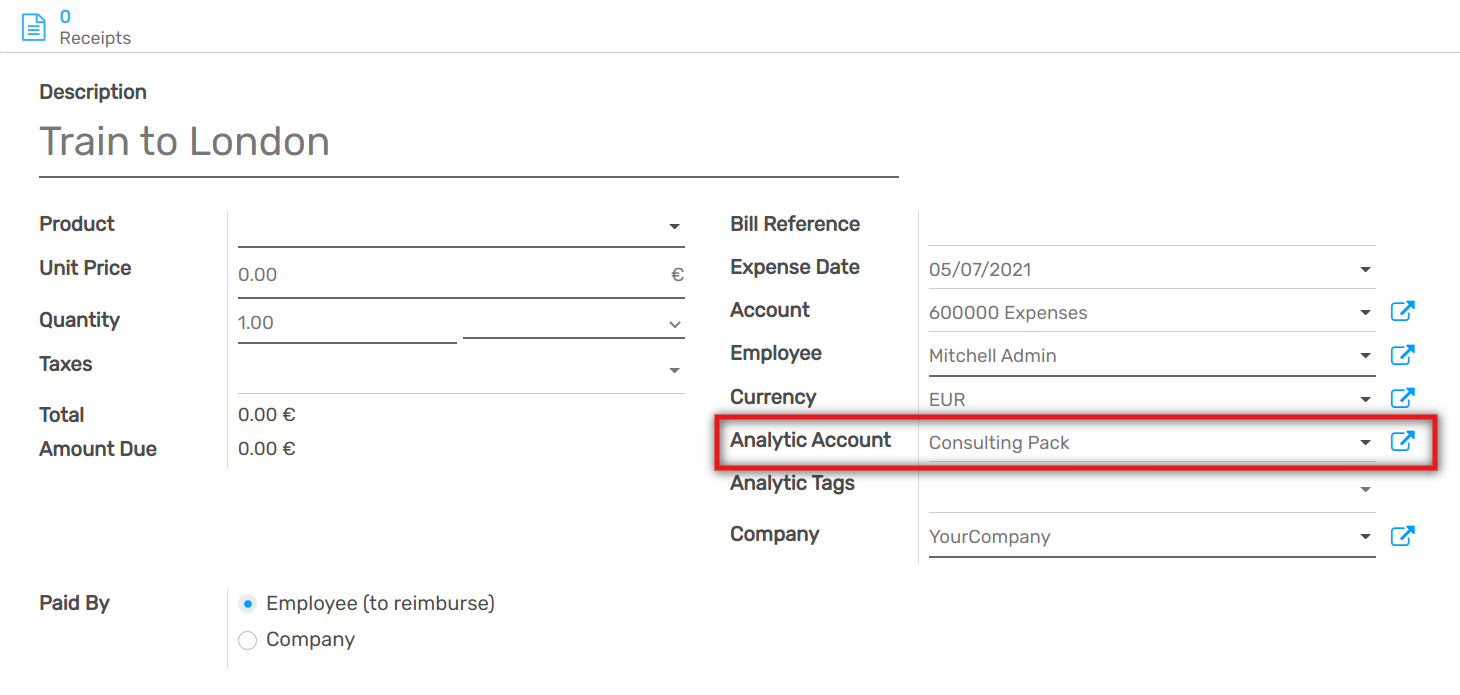 0
Receipts
Description
Train to London
Product
Unit Price 0.00 €
Quantity 1.00
Taxes
Total 0.00 €
Amount Due 0.00 €
Bill Reference
Expense Date 05/07/2021
Account 600000 Expenses
Employee Mitchell Admin
Currency EUR
Analytic Account Consulting Pack
Analytic Tags
Company YourCompany
Paid By Employee (to reimburse)
Company